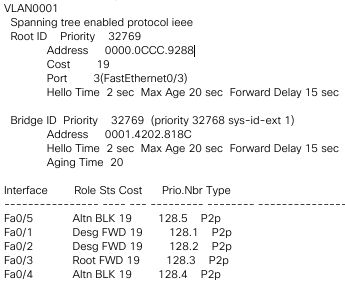 VLAN0001
Spanning tree enabled protocol ieee
Root ID Priority 32769
Address 0000.0CCC.9288
Cost 19
Port 3(FastEthernet0/3)
Hello Time 2 sec Max Age 20 sec Forward Delay 15 sec
Bridge ID Priority 32769 (priority 32768 sys-id-ext 1)
Address 0001.4202.818C
Hello Time 2 sec Max Age 20 sec Forward Delay 15 sec
Aging Time 20
Interface Role Sts Cost Prio.Nbr Type
---------------- ---- --- --------- -------- --------------------------------
Fa0/5 Altn BLK 19 128.5 P2p
Fa0/1 Desg FWD 19 128.1 P2p
Fa0/2 Desg FWD 19 128.2 P2p
Fa0/3 Root FWD 19 128.3 P2p
Fa0/4 Altn BLK 19 128.4 P2p